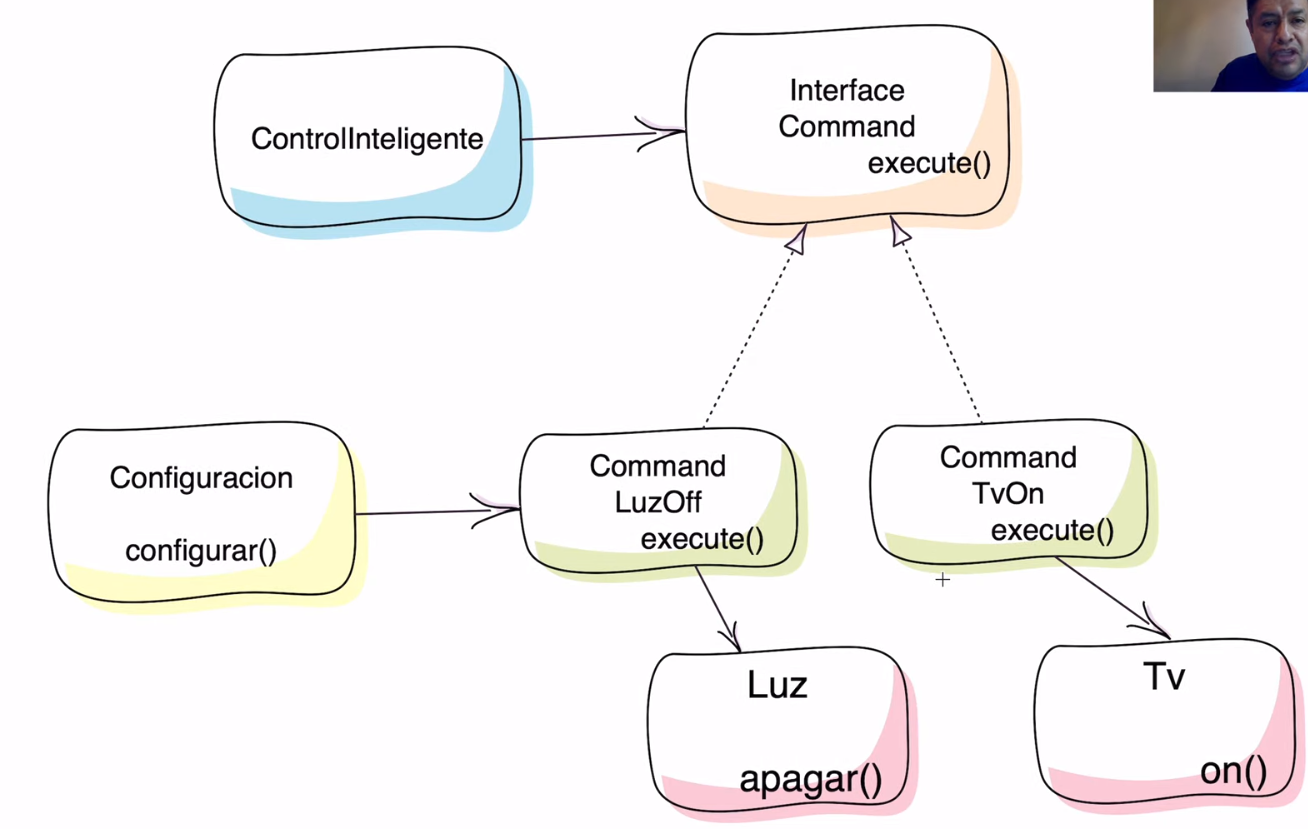 ControlInteligente
Interface
Command
execute()
Configuracion
configurar()
Command
LuzOff
execute()
Command
TvOn
execute()
Luz
apagar()
Tv
on()